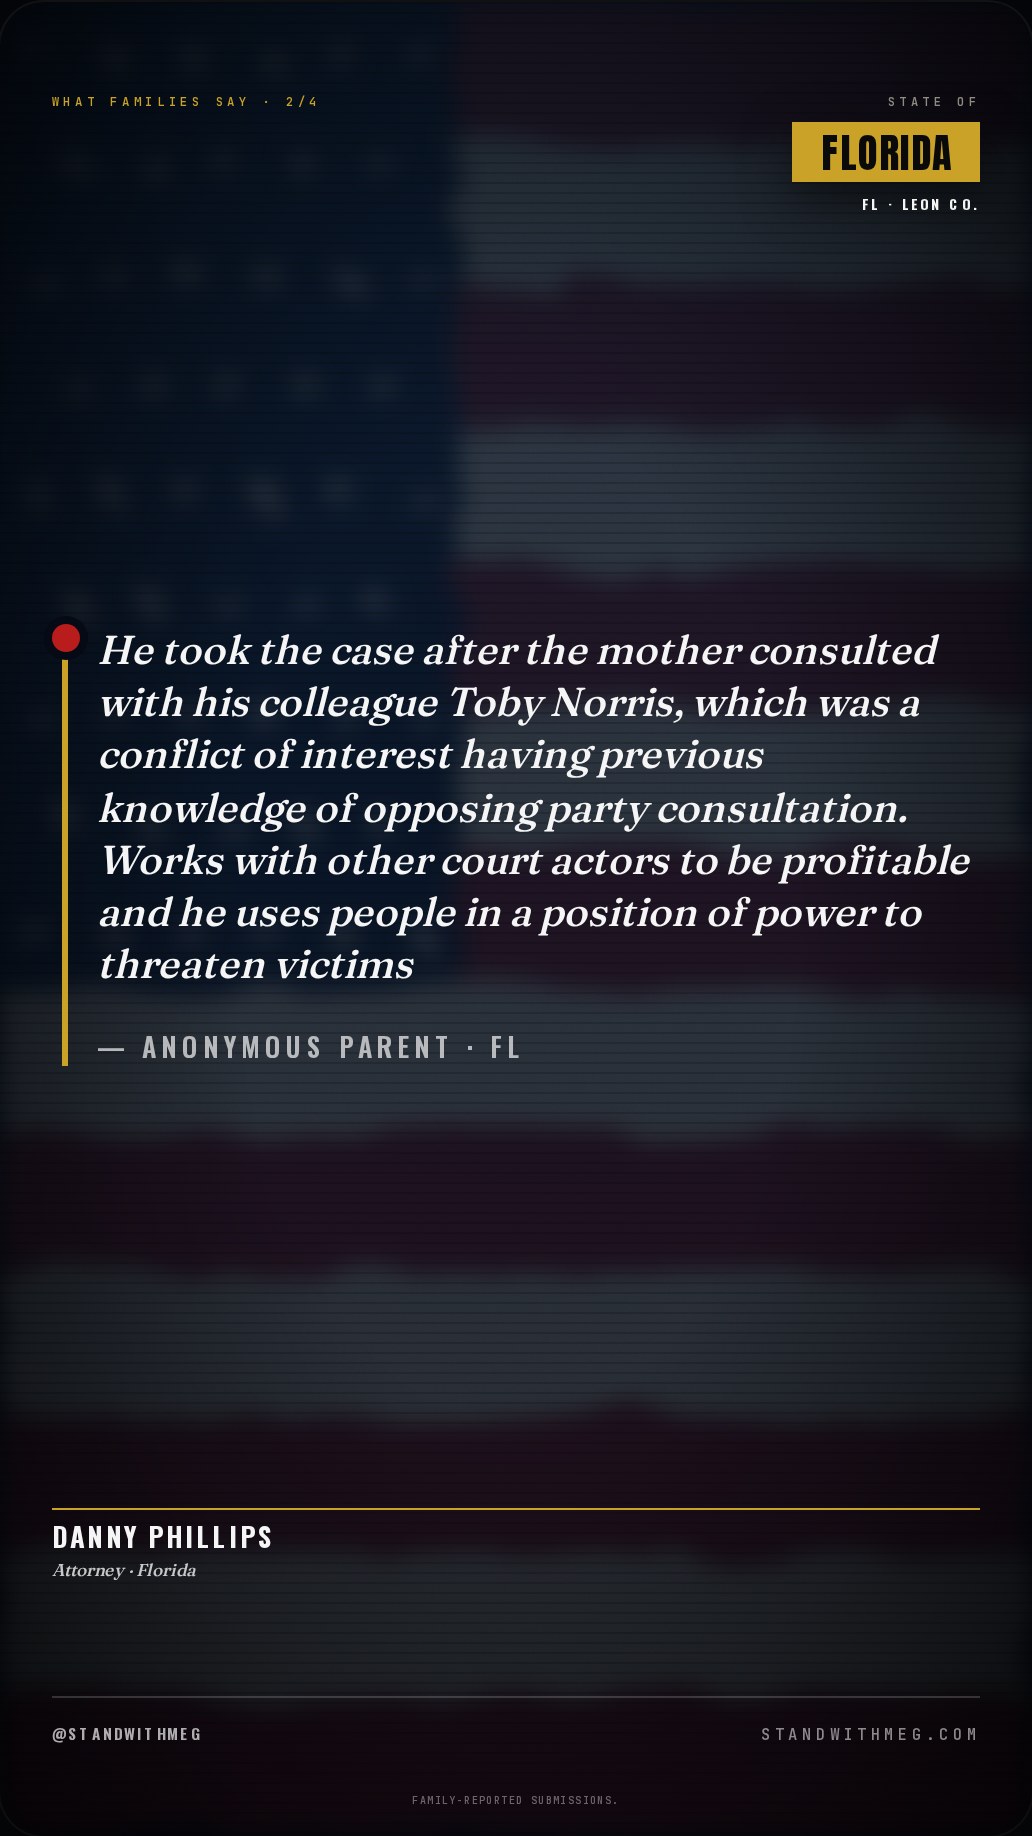 WHAT FAMILIES SAY · 2/4
STATE OF
FLORIDA
FL · LEON CO.
He took the case after the mother consulted
with his colleague Toby Norris, which was a
conflict of interest having previous
knowledge of opposing party consultation.
Works with other court actors to be profitable
and he uses people in a position of power to
threaten victims
— ANONYMOUS PARENT · FL
DANNY PHILLIPS
Attorney · Florida
@STANDWITHMEG
STANDWITHMEG.COM
FAMILY-REPORTED SUBMISSIONS.